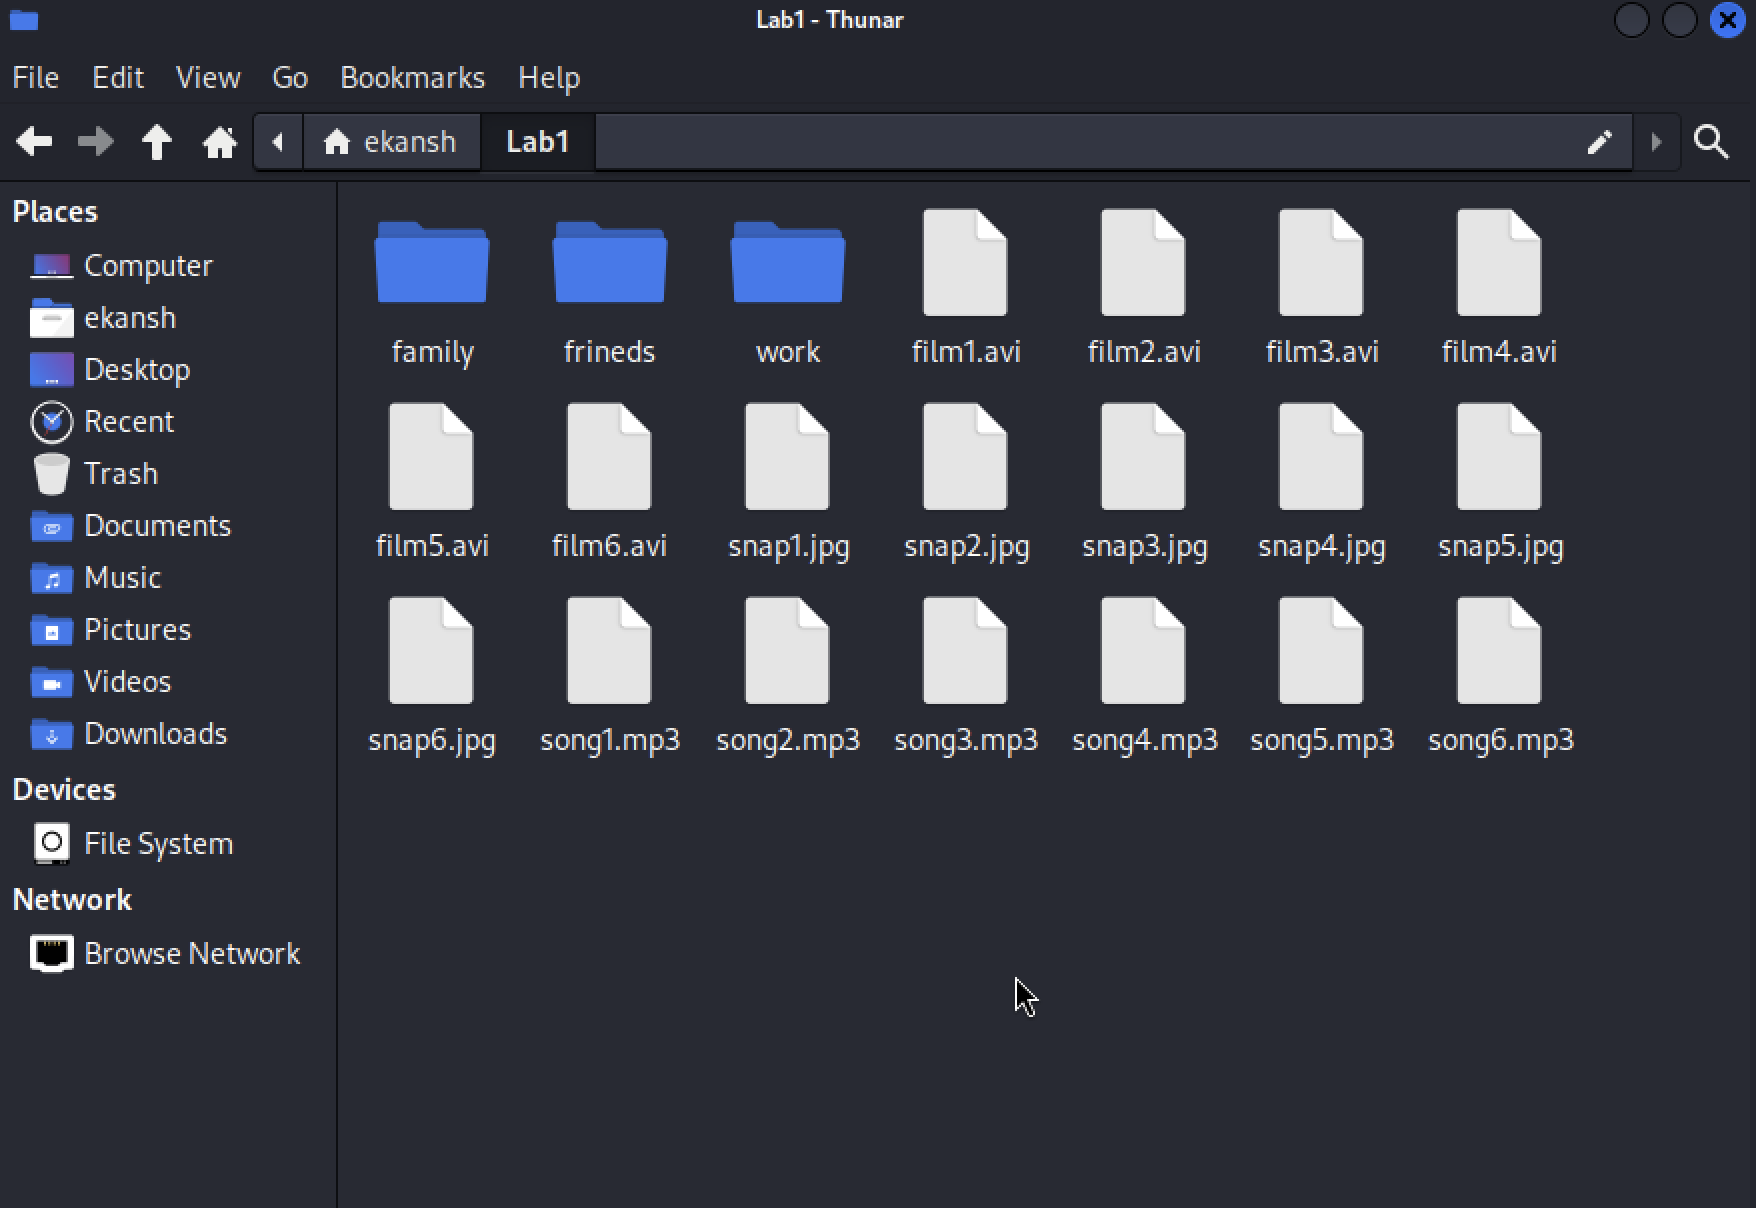 Lab1 - Thunar
File Edit View Go Bookmarks Help
ekansh Lab1
Places
Computer
ekansh
Desktop
Recent
Trash
Documents
Music
Pictures
Videos
Downloads
Devices
File System
Network
Browse Network
family frineds work film1.avi film2.avi film3.avi film4.avi
film5.avi film6.avi snap1.jpg snap2.jpg snap3.jpg snap4.jpg snap5.jpg
snap6.jpg song1.mp3 song2.mp3 song3.mp3 song4.mp3 song5.mp3 song6.mp3